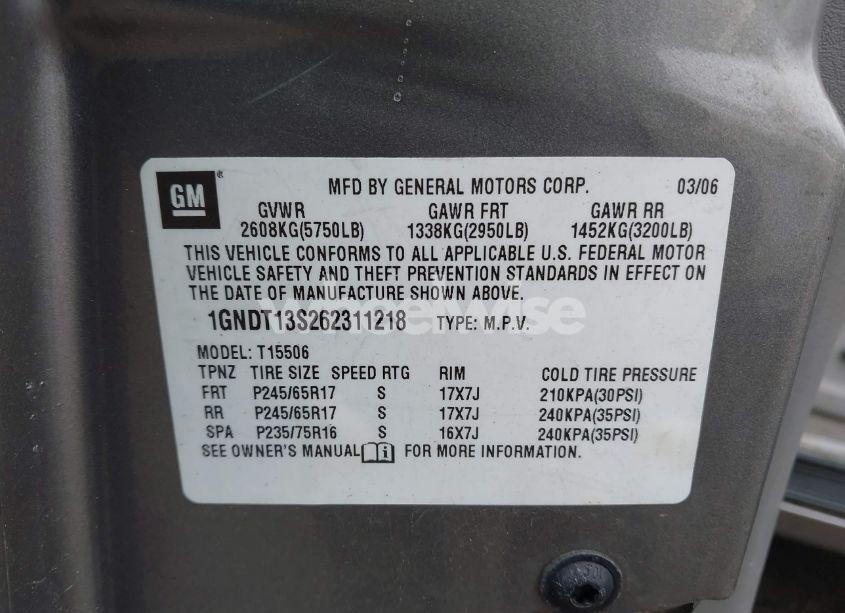 GM ®
MFD BY GENERAL MOTORS CORP. 03/06
GVWR GAWR FRT GAWR RR
2608KG(5750LB) 1338KG(2950LB) 1452KG(3200LB)
THIS VEHICLE CONFORMS TO ALL APPLICABLE U.S. FEDERAL MOTOR
VEHICLE SAFETY AND THEFT PREVENTION STANDARDS IN EFFECT ON
THE DATE OF MANUFACTURE SHOWN ABOVE.
1GNDT13S262311218 TYPE: M.P.V.
MODEL: T15506
TPNZ TIRE SIZE SPEED RTG RIM COLD TIRE PRESSURE
FRT P245/65R17 S 17X7J 210KPA(30PSI)
RR P245/65R17 S 17X7J 240KPA(35PSI)
SPA P235/75R16 S 16X7J 240KPA(35PSI)
SEE OWNER'S MANUAL i FOR MORE INFORMATION.